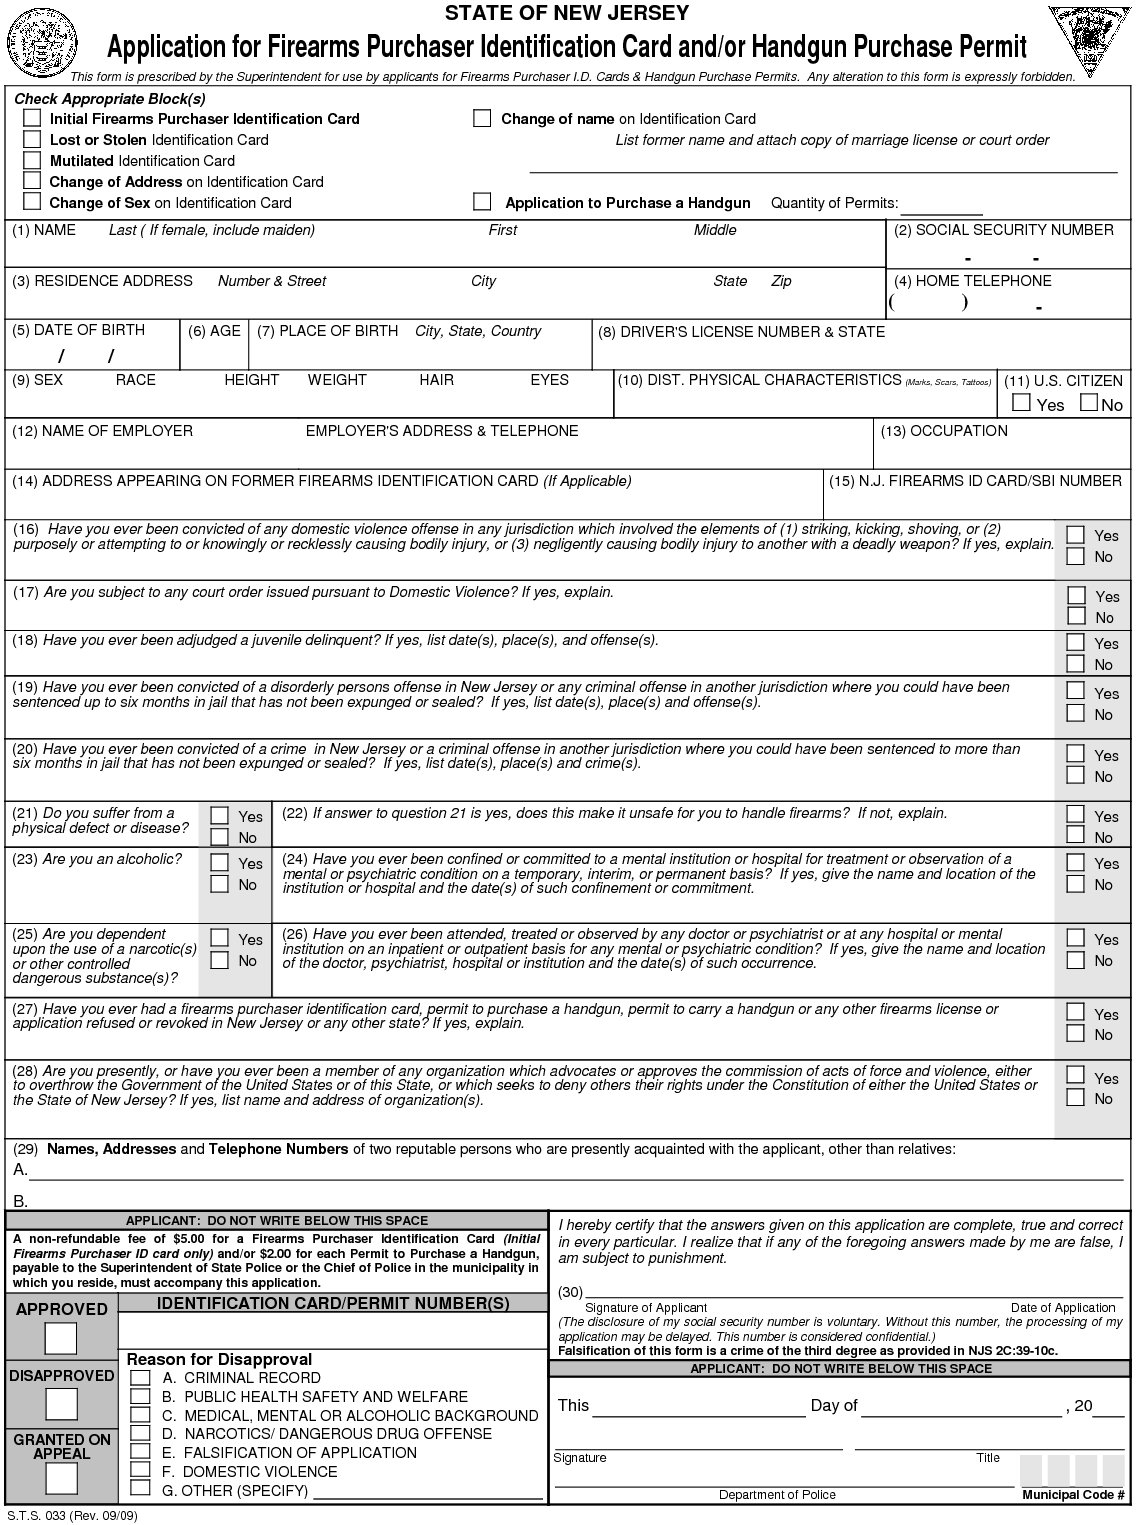 STATE OF NEW JERSEY
Application for Firearms Purchaser Identification Card and/or Handgun Purchase Permit
This form is prescribed by the Superintendent for use by applicants for Firearms Purchaser I.D. Cards & Handgun Purchase Permits. Any alteration to this form is expressly forbidden.
Check Appropriate Block(s)
Initial Firearms Purchaser Identification Card
Change of name on Identification Card
Lost or Stolen Identification Card
List former name and attach copy of marriage license or court order
Mutilated Identification Card
Change of Address on Identification Card
Change of Sex on Identification Card
Application to Purchase a Handgun Quantity of Permits:
(1) NAME Last ( If female, include maiden) First Middle
(2) SOCIAL SECURITY NUMBER
- -
(3) RESIDENCE ADDRESS Number & Street City State Zip
(4) HOME TELEPHONE
( ) -
(5) DATE OF BIRTH
/ /
(6) AGE
(7) PLACE OF BIRTH City, State, Country
(8) DRIVER'S LICENSE NUMBER & STATE
(9) SEX RACE HEIGHT WEIGHT HAIR EYES
(10) DIST. PHYSICAL CHARACTERISTICS (Marks, Scars, Tattoos)
(11) U.S. CITIZEN
Yes No
(12) NAME OF EMPLOYER EMPLOYER'S ADDRESS & TELEPHONE
(13) OCCUPATION
(14) ADDRESS APPEARING ON FORMER FIREARMS IDENTIFICATION CARD (If Applicable)
(15) N.J. FIREARMS ID CARD/SBI NUMBER
(16) Have you ever been convicted of any domestic violence offense in any jurisdiction which involved the elements of (1) striking, kicking, shoving, or (2)
purposely or attempting to or knowingly or recklessly causing bodily injury, or (3) negligently causing bodily injury to another with a deadly weapon? If yes, explain.
Yes
No
(17) Are you subject to any court order issued pursuant to Domestic Violence? If yes, explain.
Yes
No
(18) Have you ever been adjudged a juvenile delinquent? If yes, list date(s), place(s), and offense(s).
Yes
No
(19) Have you ever been convicted of a disorderly persons offense in New Jersey or any criminal offense in another jurisdiction where you could have been
sentenced up to six months in jail that has not been expunged or sealed? If yes, list date(s), place(s) and offense(s).
Yes
No
(20) Have you ever been convicted of a crime in New Jersey or a criminal offense in another jurisdiction where you could have been sentenced to more than
six months in jail that has not been expunged or sealed? If yes, list date(s), place(s) and crime(s).
Yes
No
(21) Do you suffer from a
physical defect or disease?
Yes
No
(22) If answer to question 21 is yes, does this make it unsafe for you to handle firearms? If not, explain.
Yes
No
(23) Are you an alcoholic?
Yes
No
(24) Have you ever been confined or committed to a mental institution or hospital for treatment or observation of a
mental or psychiatric condition on a temporary, interim, or permanent basis? If yes, give the name and location of the
institution or hospital and the date(s) of such confinement or commitment.
Yes
No
(25) Are you dependent
upon the use of a narcotic(s)
or other controlled
dangerous substance(s)?
Yes
No
(26) Have you ever been attended, treated or observed by any doctor or psychiatrist or at any hospital or mental
institution on an inpatient or outpatient basis for any mental or psychiatric condition? If yes, give the name and location
of the doctor, psychiatrist, hospital or institution and the date(s) of such occurrence.
Yes
No
(27) Have you ever had a firearms purchaser identification card, permit to purchase a handgun, permit to carry a handgun or any other firearms license or
application refused or revoked in New Jersey or any other state? If yes, explain.
Yes
No
(28) Are you presently, or have you ever been a member of any organization which advocates or approves the commission of acts of force and violence, either
to overthrow the Government of the United States or of this State, or which seeks to deny others their rights under the Constitution of either the United States or
the State of New Jersey? If yes, list name and address of organization(s).
Yes
No
(29) Names, Addresses and Telephone Numbers of two reputable persons who are presently acquainted with the applicant, other than relatives:
A.
B.
APPLICANT: DO NOT WRITE BELOW THIS SPACE
A non-refundable fee of $5.00 for a Firearms Purchaser Identification Card (Initial
Firearms Purchaser ID card only) and/or $2.00 for each Permit to Purchase a Handgun,
payable to the Superintendent of State Police or the Chief of Police in the municipality in
which you reside, must accompany this application.
APPROVED
DISAPPROVED
GRANTED ON
APPEAL
IDENTIFICATION CARD/PERMIT NUMBER(S)
Reason for Disapproval
A. CRIMINAL RECORD
B. PUBLIC HEALTH SAFETY AND WELFARE
C. MEDICAL, MENTAL OR ALCOHOLIC BACKGROUND
D. NARCOTICS/ DANGEROUS DRUG OFFENSE
E. FALSIFICATION OF APPLICATION
F. DOMESTIC VIOLENCE
G. OTHER (SPECIFY)
I hereby certify that the answers given on this application are complete, true and correct
in every particular. I realize that if any of the foregoing answers made by me are false, I
am subject to punishment.
(30)
Signature of Applicant Date of Application
(The disclosure of my social security number is voluntary. Without this number, the processing of my
application may be delayed. This number is considered confidential.)
Falsification of this form is a crime of the third degree as provided in NJS 2C:39-10c.
APPLICANT: DO NOT WRITE BELOW THIS SPACE
This Day of , 20
Signature Title
Department of Police Municipal Code #
S.T.S. 033 (Rev. 09/09)